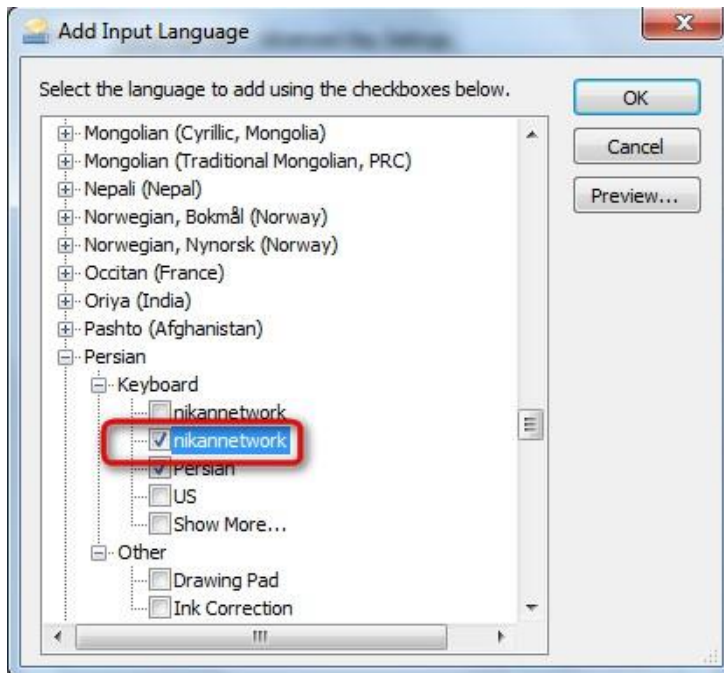 Add Input Language
Select the language to add using the checkboxes below.
OK
Cancel
Preview...
Mongolian (Cyrillic, Mongolia)
Mongolian (Traditional Mongolian, PRC)
Nepali (Nepal)
Norwegian, Bokmål (Norway)
Norwegian, Nynorsk (Norway)
Occitan (France)
Oriya (India)
Pashto (Afghanistan)
Persian
Keyboard
nikannetwork
nikannetwork
Persian
US
Show More...
Other
Drawing Pad
Ink Correction